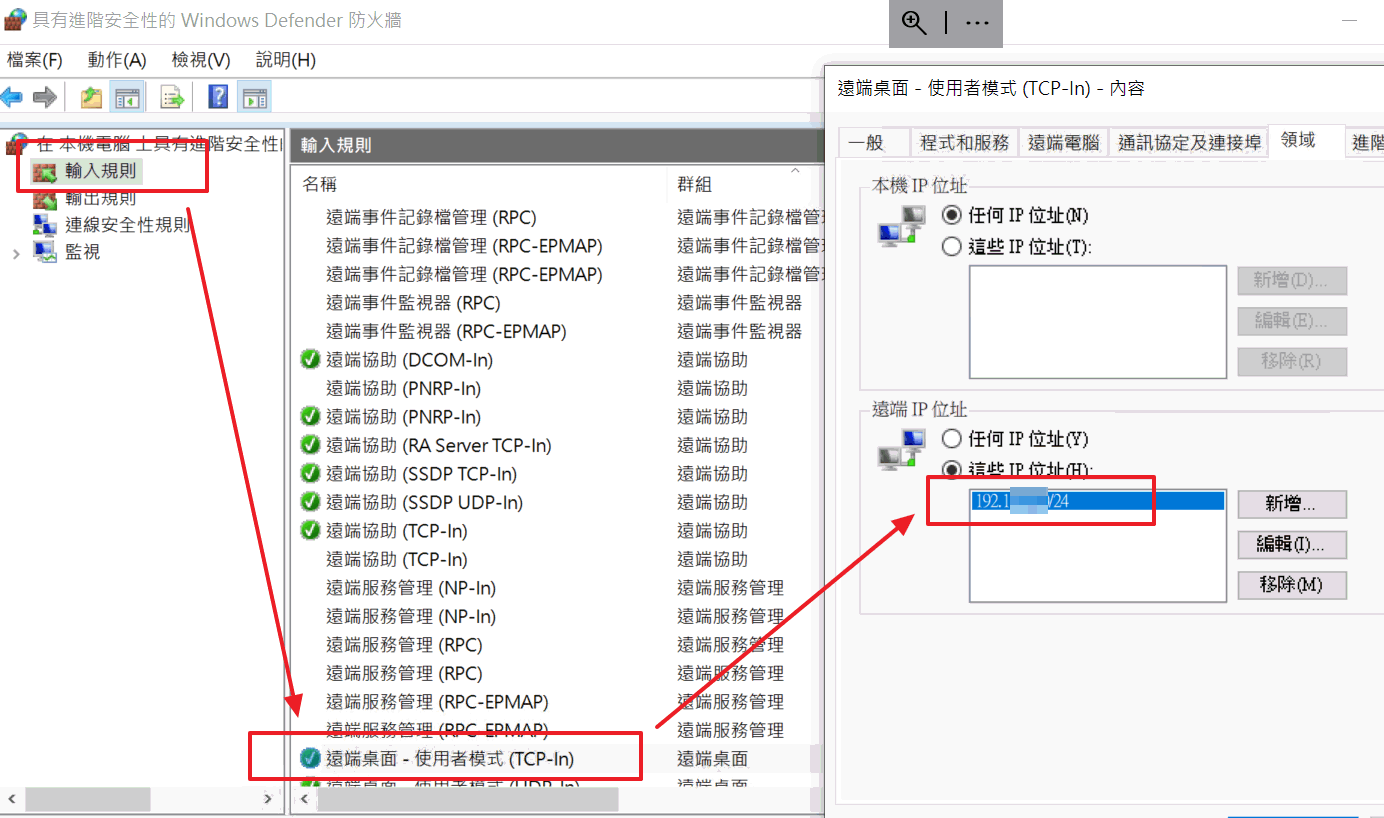 具有進階安全性的 Windows Defender 防火牆
檔案(F) 動作(A) 檢視(V) 說明(H)
在 本機電腦 上具有進階安全性
輸入規則
輸出規則
連線安全性規則
監視
輸入規則
名稱 群組
遠端事件記錄檔管理 (RPC) 遠端事件記錄檔管
遠端事件記錄檔管理 (RPC-EPMAP) 遠端事件記錄檔管
遠端事件記錄檔管理 (RPC-EPMAP) 遠端事件記錄檔管
遠端事件監視器 (RPC) 遠端事件監視器
遠端事件監視器 (RPC-EPMAP) 遠端事件監視器
遠端協助 (DCOM-In) 遠端協助
遠端協助 (PNRP-In) 遠端協助
遠端協助 (PNRP-In) 遠端協助
遠端協助 (RA Server TCP-In) 遠端協助
遠端協助 (SSDP TCP-In) 遠端協助
遠端協助 (SSDP UDP-In) 遠端協助
遠端協助 (TCP-In) 遠端協助
遠端協助 (TCP-In) 遠端協助
遠端服務管理 (NP-In) 遠端服務管理
遠端服務管理 (NP-In) 遠端服務管理
遠端服務管理 (RPC) 遠端服務管理
遠端服務管理 (RPC) 遠端服務管理
遠端服務管理 (RPC-EPMAP) 遠端服務管理
遠端服務管理 (RPC-EPMAP) 遠端服務管理
遠端桌面 - 使用者模式 (TCP-In) 遠端桌面
遠端桌面 - 使用者模式 (UDP-In) 遠端桌面
遠端桌面 - 使用者模式 (TCP-In) - 內容
一般 程式和服務 遠端電腦 通訊協定及連接埠 領域 進階
本機 IP 位址
任何 IP 位址(N)
這些 IP 位址(T):
新增(D)...
編輯(E)...
移除(R)
遠端 IP 位址
任何 IP 位址(Y)
這些 IP 位址(H):
192.1 /24
新增...
編輯(I)...
移除(M)